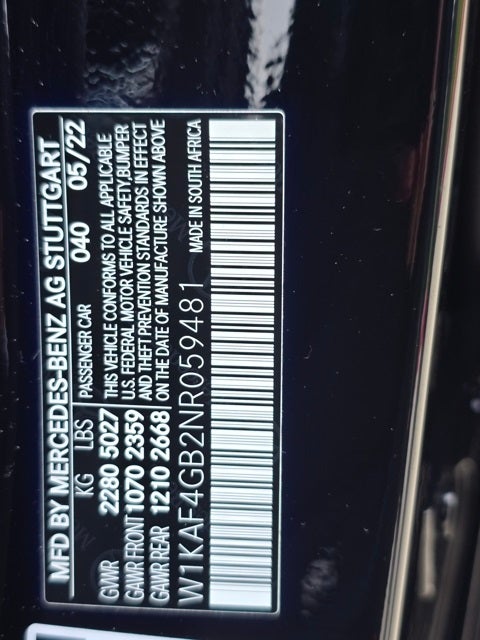 MFD BY MERCEDES-BENZ AG STUTTGART
KG LBS PASSENGER CAR 040 05/22
GVWR 2280 5027 THIS VEHICLE CONFORMS TO ALL APPLICABLE
GAWR FRONT 1070 2359 U.S. FEDERAL MOTOR VEHICLE SAFETY,BUMPER
GAWR REAR 1210 2668 AND THEFT PREVENTION STANDARDS IN EFFECT
ON THE DATE OF MANUFACTURE SHOWN ABOVE
W1KAF4GB2NR059481 MADE IN SOUTH AFRICA